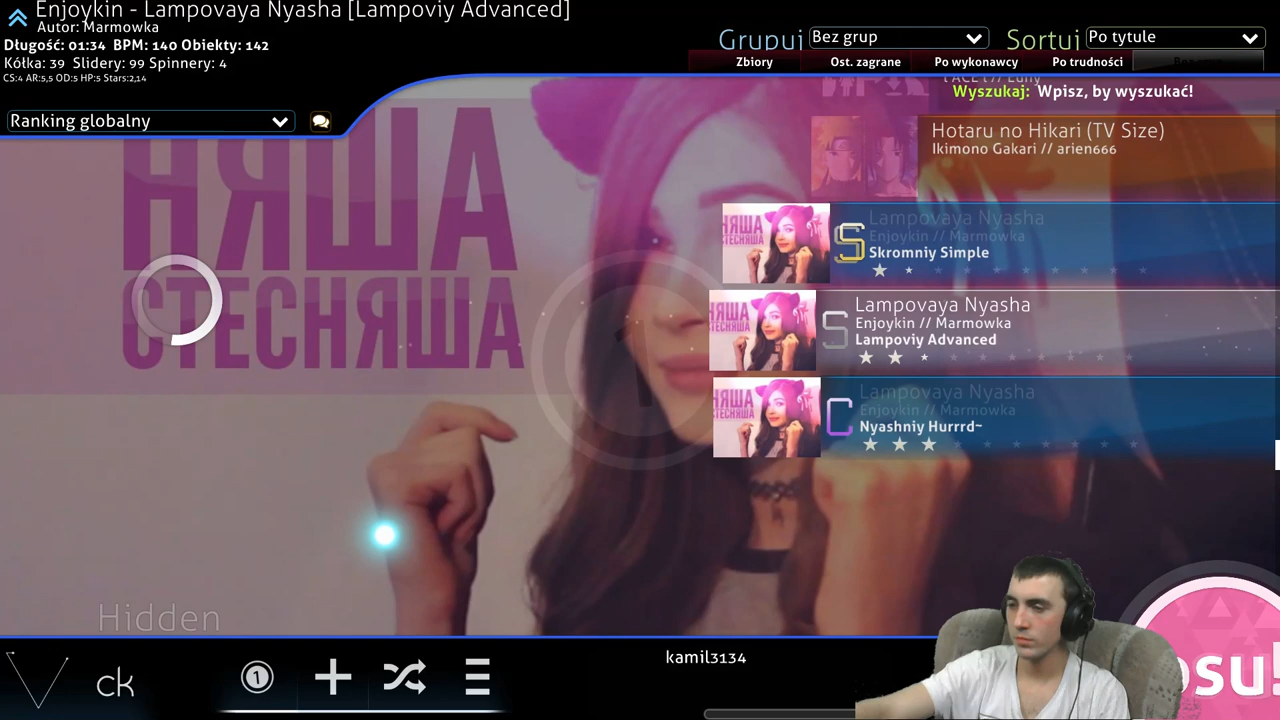 Enjoykin - Lampovaya Nyasha [Lampoviy Advanced]
Autor: Marmowka
Długość: 01:34 BPM: 140 Obiekty: 142
Kółka: 39 Slidery: 99 Spinnery: 4
CS:4 AR:5,5 OD:5 HP:5 Stars:2,14
Grupuj
Bez grup
Sortuj
Po tytule
Zbiory
Ost. zagrane
Po wykonawcy
Po trudności
Ranking globalny
Wyszukaj: Wpisz, by wyszukać!
Hotaru no Hikari (TV Size)
Ikimono Gakari // arien666
НЯША
СТЕСНЯША
S
Lampovaya Nyasha
Enjoykin // Marmowka
Skromniy Simple
S
Lampovaya Nyasha
Enjoykin // Marmowka
Lampoviy Advanced
C
Lampovaya Nyasha
Enjoykin // Marmowka
Nyashniy Hurrrd~
1
Hidden
ck
1
kamil3134
osu!